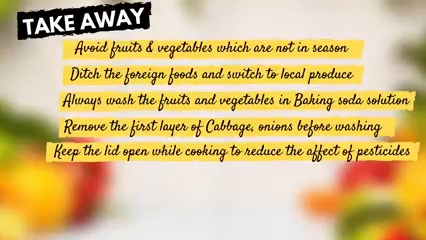 TAKE AWAY
Avoid fruits & vegetables which are not in season
Ditch the foreign foods and switch to local produce
Always wash the fruits and vegetables in Baking soda solution
Remove the first layer of Cabbage, onions before washing
Keep the lid open while cooking to reduce the affect of pesticides